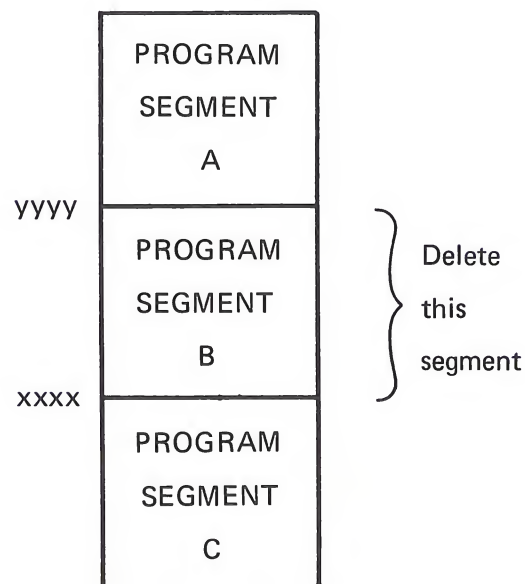 PROGRAM
SEGMENT
A
yyyy
PROGRAM
SEGMENT
B
Delete
this
segment
xxxx
PROGRAM
SEGMENT
C